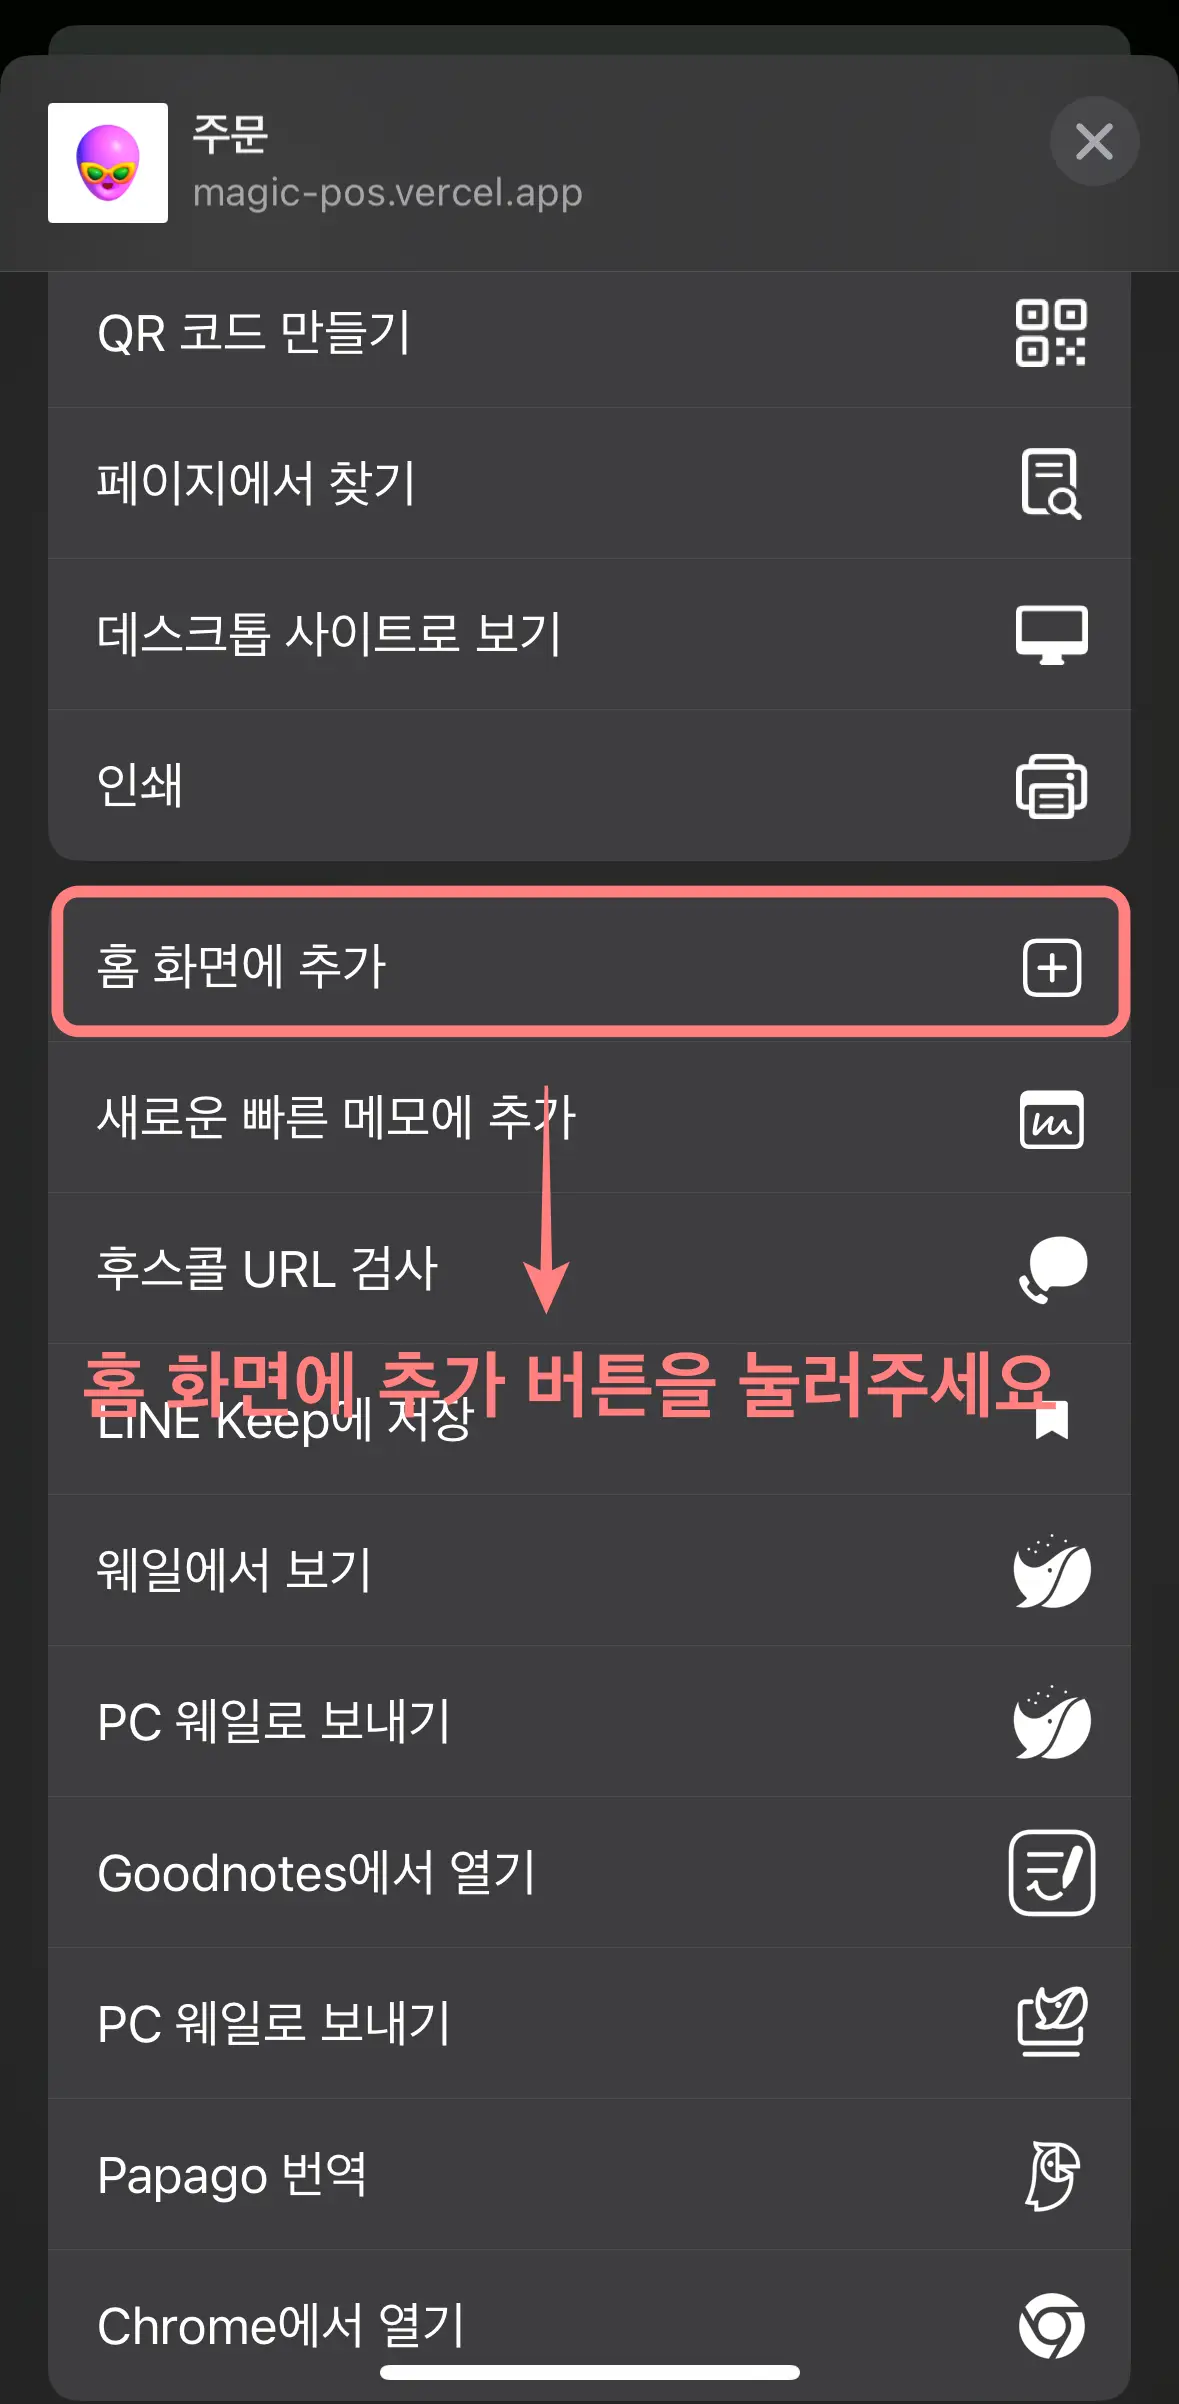 주문
magic-pos.vercel.app
QR 코드 만들기
페이지에서 찾기
데스크톱 사이트로 보기
인쇄
홈 화면에 추가
새로운 빠른 메모에 추가
후스콜 URL 검사
홈 화면에 추가 버튼을 눌러주세요
LINE Keep에 저장
웨일에서 보기
PC 웨일로 보내기
Goodnotes에서 열기
PC 웨일로 보내기
Papago 번역
Chrome에서 열기